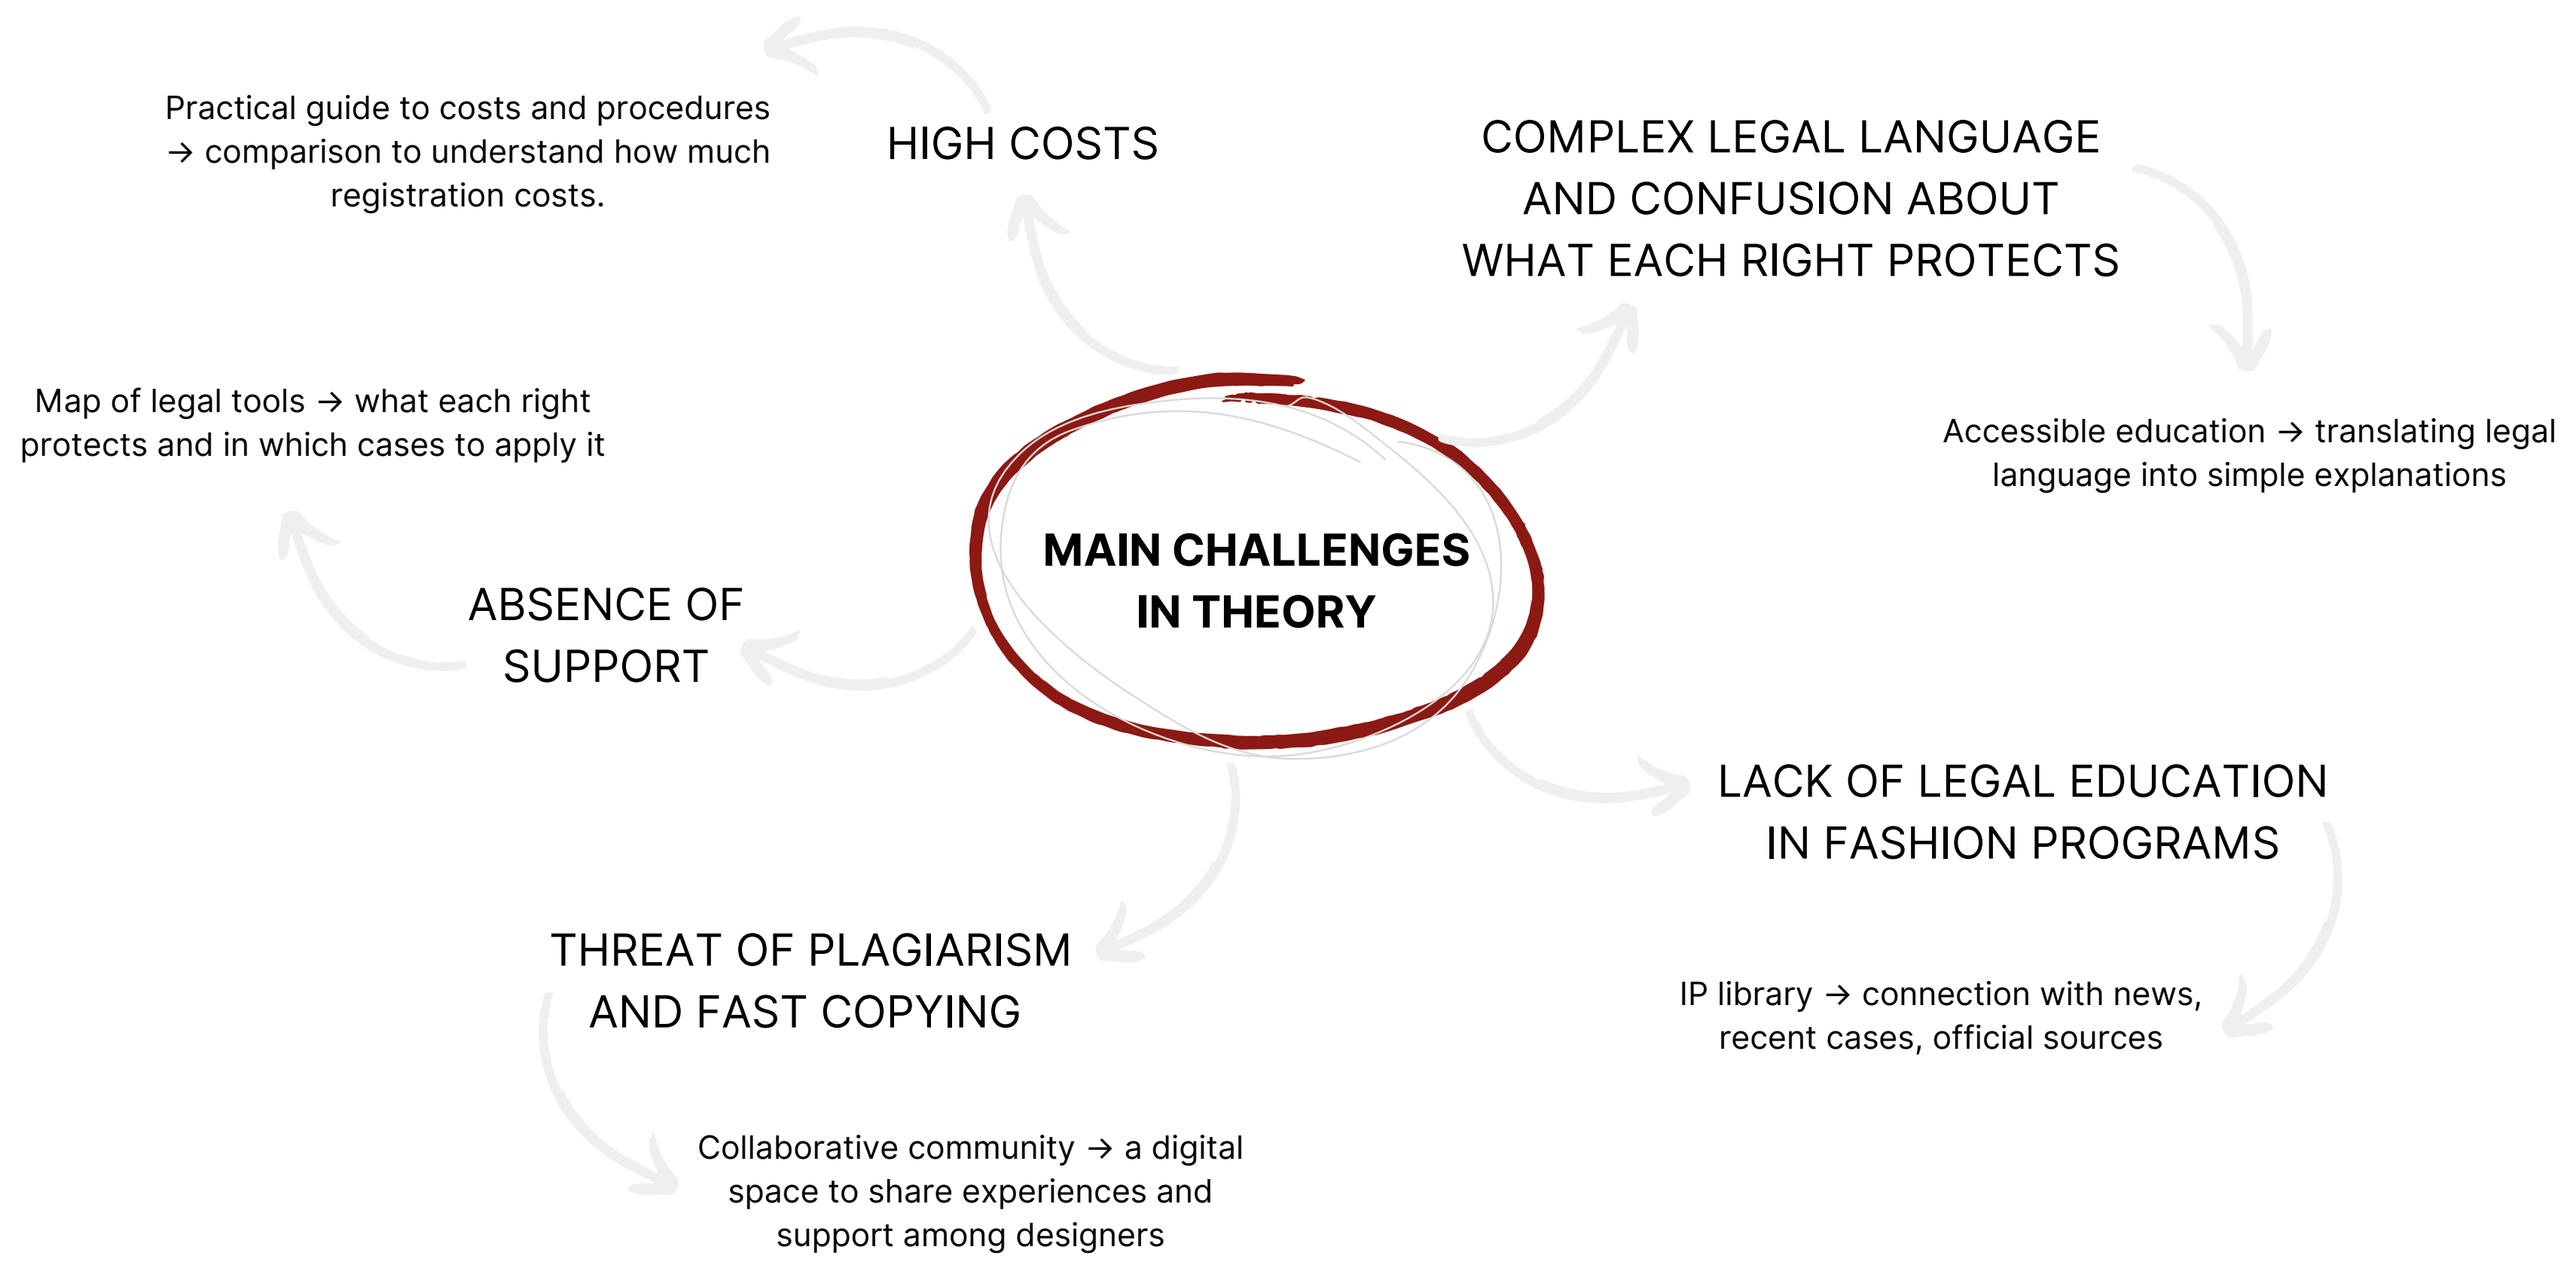 MAIN CHALLENGES
IN THEORY
HIGH COSTS
Practical guide to costs and procedures
→ comparison to understand how much
registration costs.
COMPLEX LEGAL LANGUAGE
AND CONFUSION ABOUT
WHAT EACH RIGHT PROTECTS
Accessible education → translating legal
language into simple explanations
LACK OF LEGAL EDUCATION
IN FASHION PROGRAMS
IP library → connection with news,
recent cases, official sources
THREAT OF PLAGIARISM
AND FAST COPYING
Collaborative community → a digital
space to share experiences and
support among designers
ABSENCE OF
SUPPORT
Map of legal tools → what each right
protects and in which cases to apply it